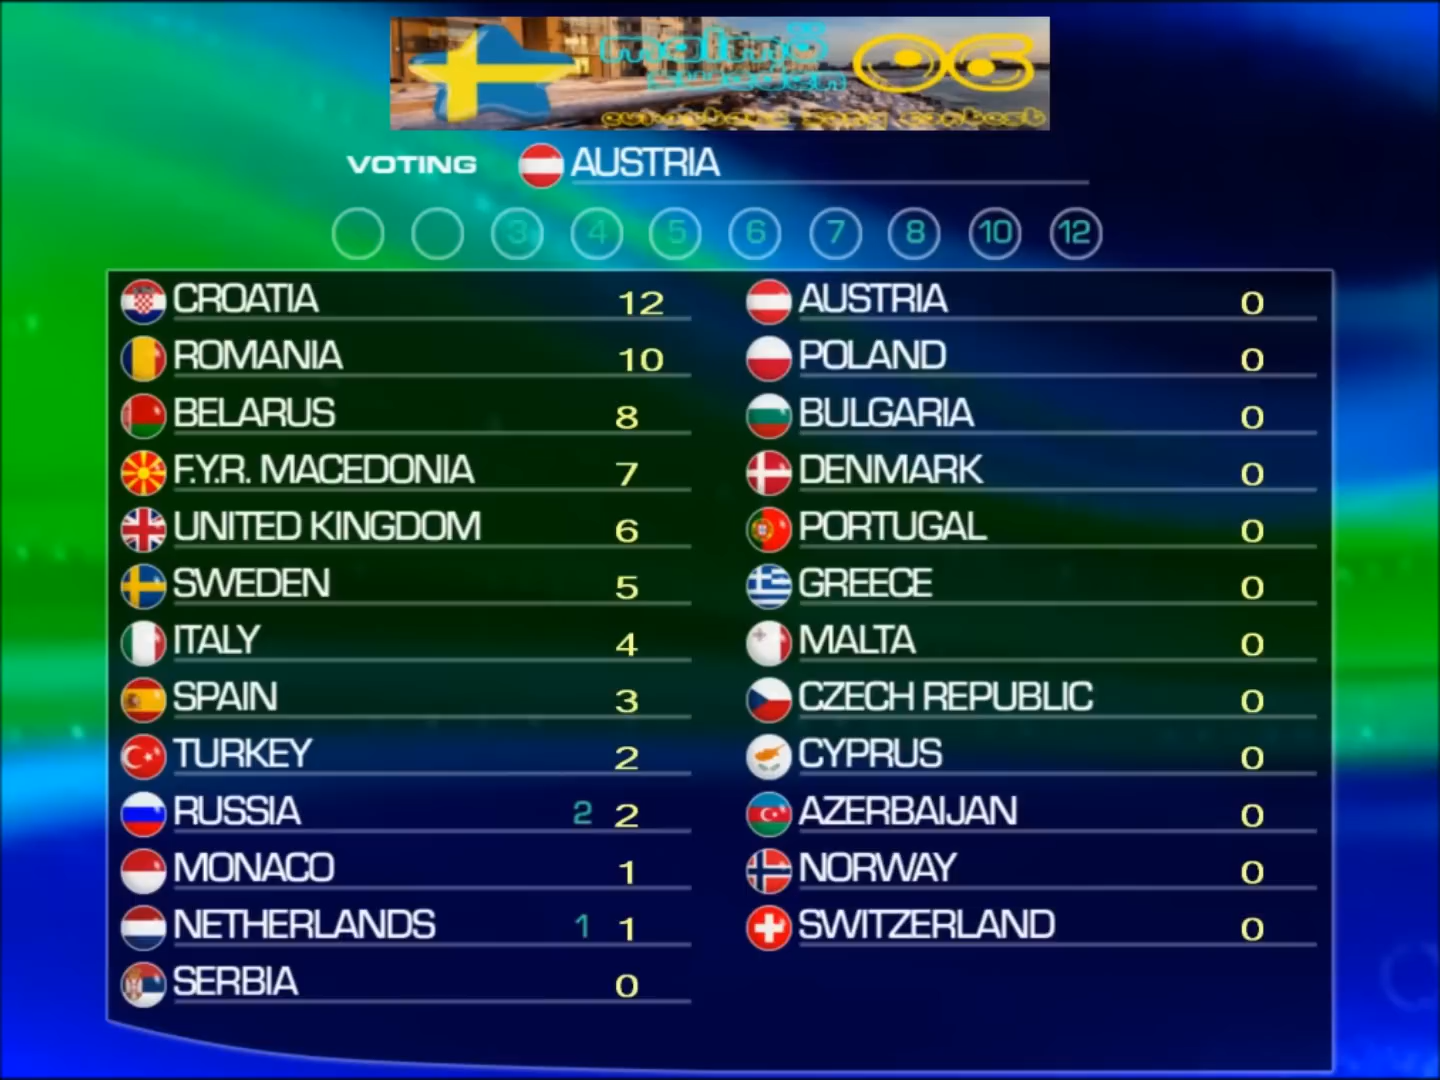 malmö
06
VOTING AUSTRIA
3 4 5 6 7 8 10 12
CROATIA 12
ROMANIA 10
BELARUS 8
F.Y.R. MACEDONIA 7
UNITED KINGDOM 6
SWEDEN 5
ITALY 4
SPAIN 3
TURKEY 2
RUSSIA 2 2
MONACO 1
NETHERLANDS 1 1
SERBIA 0
AUSTRIA 0
POLAND 0
BULGARIA 0
DENMARK 0
PORTUGAL 0
GREECE 0
MALTA 0
CZECH REPUBLIC 0
CYPRUS 0
AZERBAIJAN 0
NORWAY 0
SWITZERLAND 0